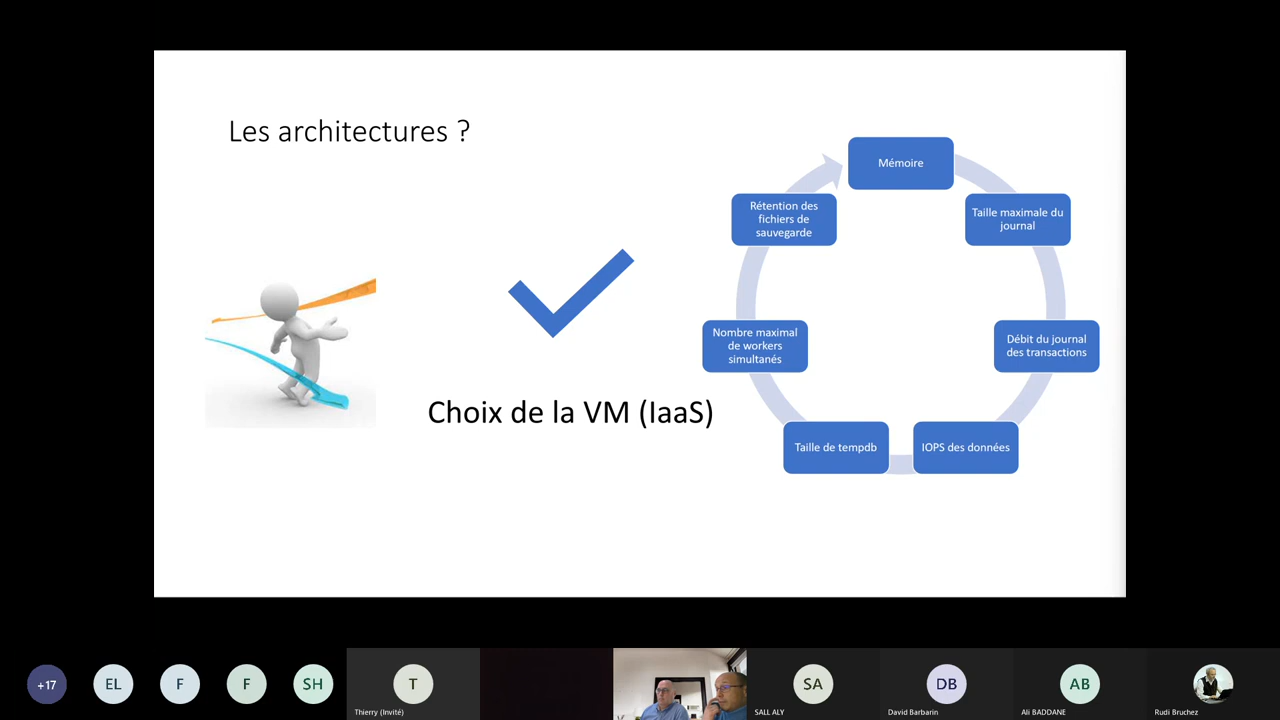 Les architectures ?
Mémoire
Taille maximale du
journal
Débit du journal
des transactions
IOPS des données
Taille de tempdb
Nombre maximal
de workers
simultanés
Rétention des
fichiers de
sauvegarde
Choix de la VM (IaaS)
+17
EL
F
F
SH
T
Thierry (Invité)
SA
SALL ALY
DB
David Barbarin
AB
Ali BADDANE
Rudi Bruchez